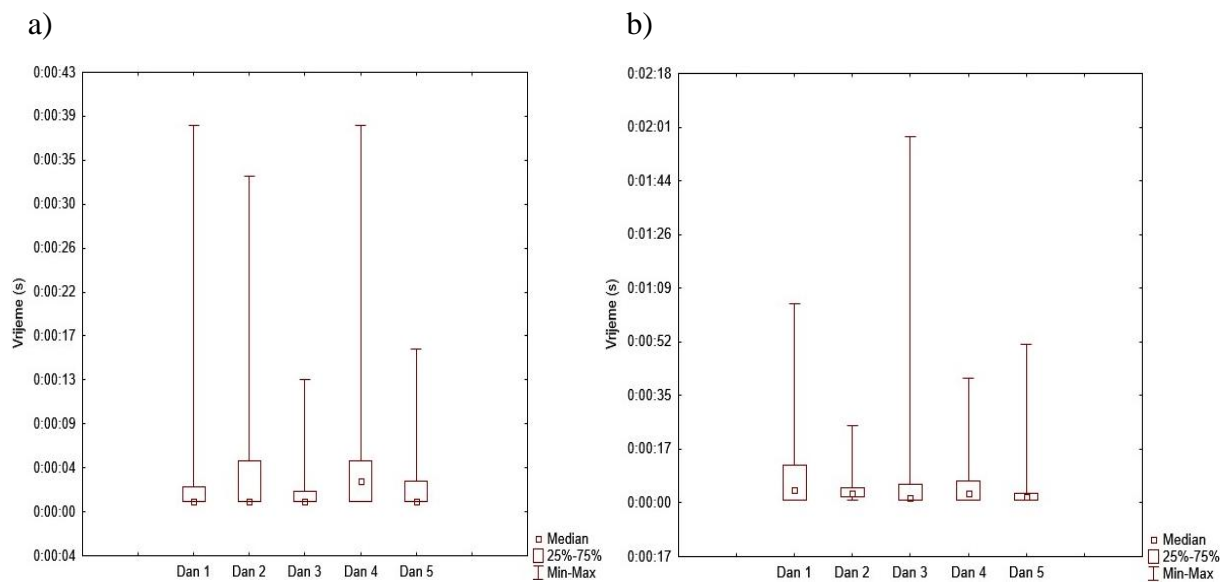 a)
0:00:43
0:00:39
0:00:35
0:00:30
0:00:26
0:00:22
0:00:17
0:00:13
0:00:09
0:00:04
0:00:00
0:00:04
Vrijeme (s)
Dan 1 Dan 2 Dan 3 Dan 4 Dan 5
Median
25%-75%
Min-Max
b)
0:02:18
0:02:01
0:01:44
0:01:26
0:01:09
0:00:52
0:00:35
0:00:17
0:00:00
0:00:17
Vrijeme (s)
Dan 1 Dan 2 Dan 3 Dan 4 Dan 5
Median
25%-75%
Min-Max